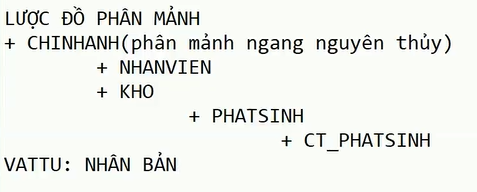 LƯỢC ĐỒ PHÂN MẢNH
+ CHINHANH(phân mảnh ngang nguyên thủy)
+ NHANVIEN
+ KHO
+ PHATSINH
+ CT_PHATSINH
VATTU: NHÂN BẢN